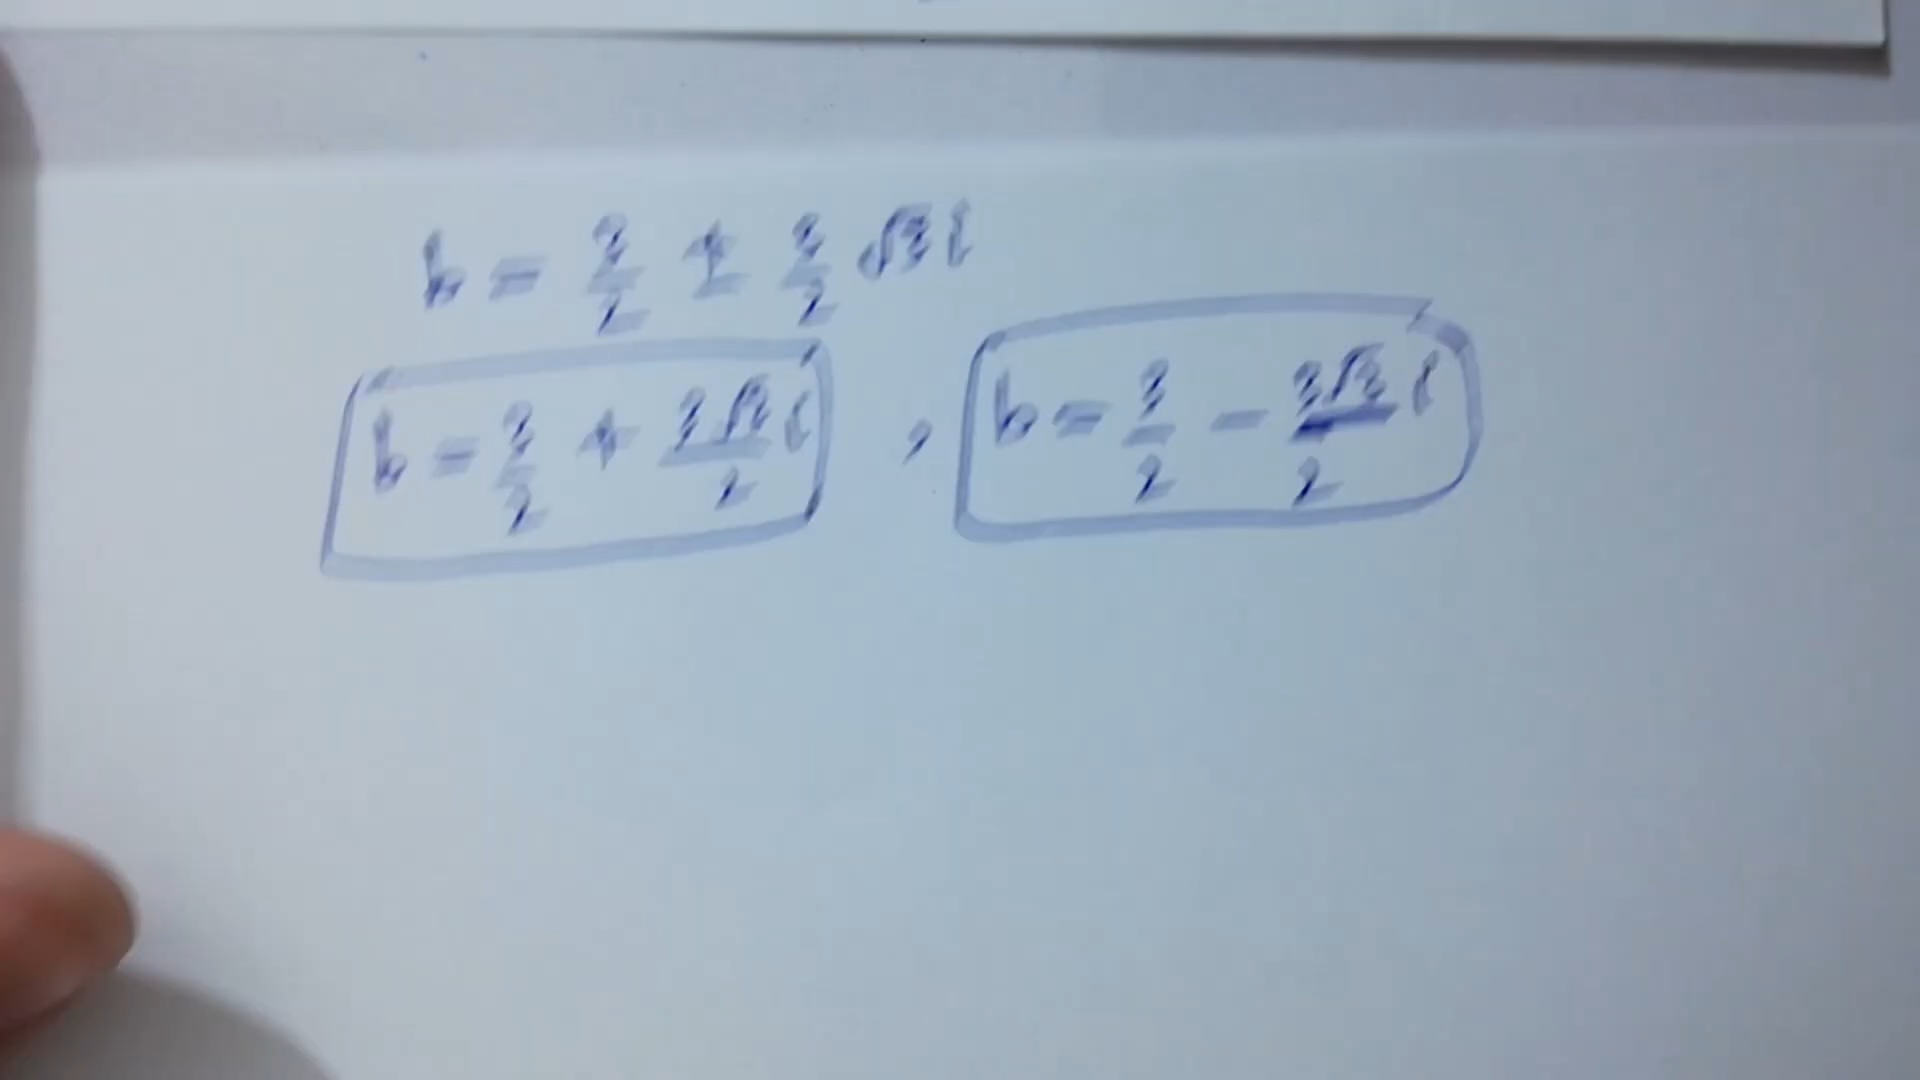 b = 3/2 ± 3/2 √3 i
b = 3/2 + 3√3/2 i , b = 3/2 - 3√3/2 i